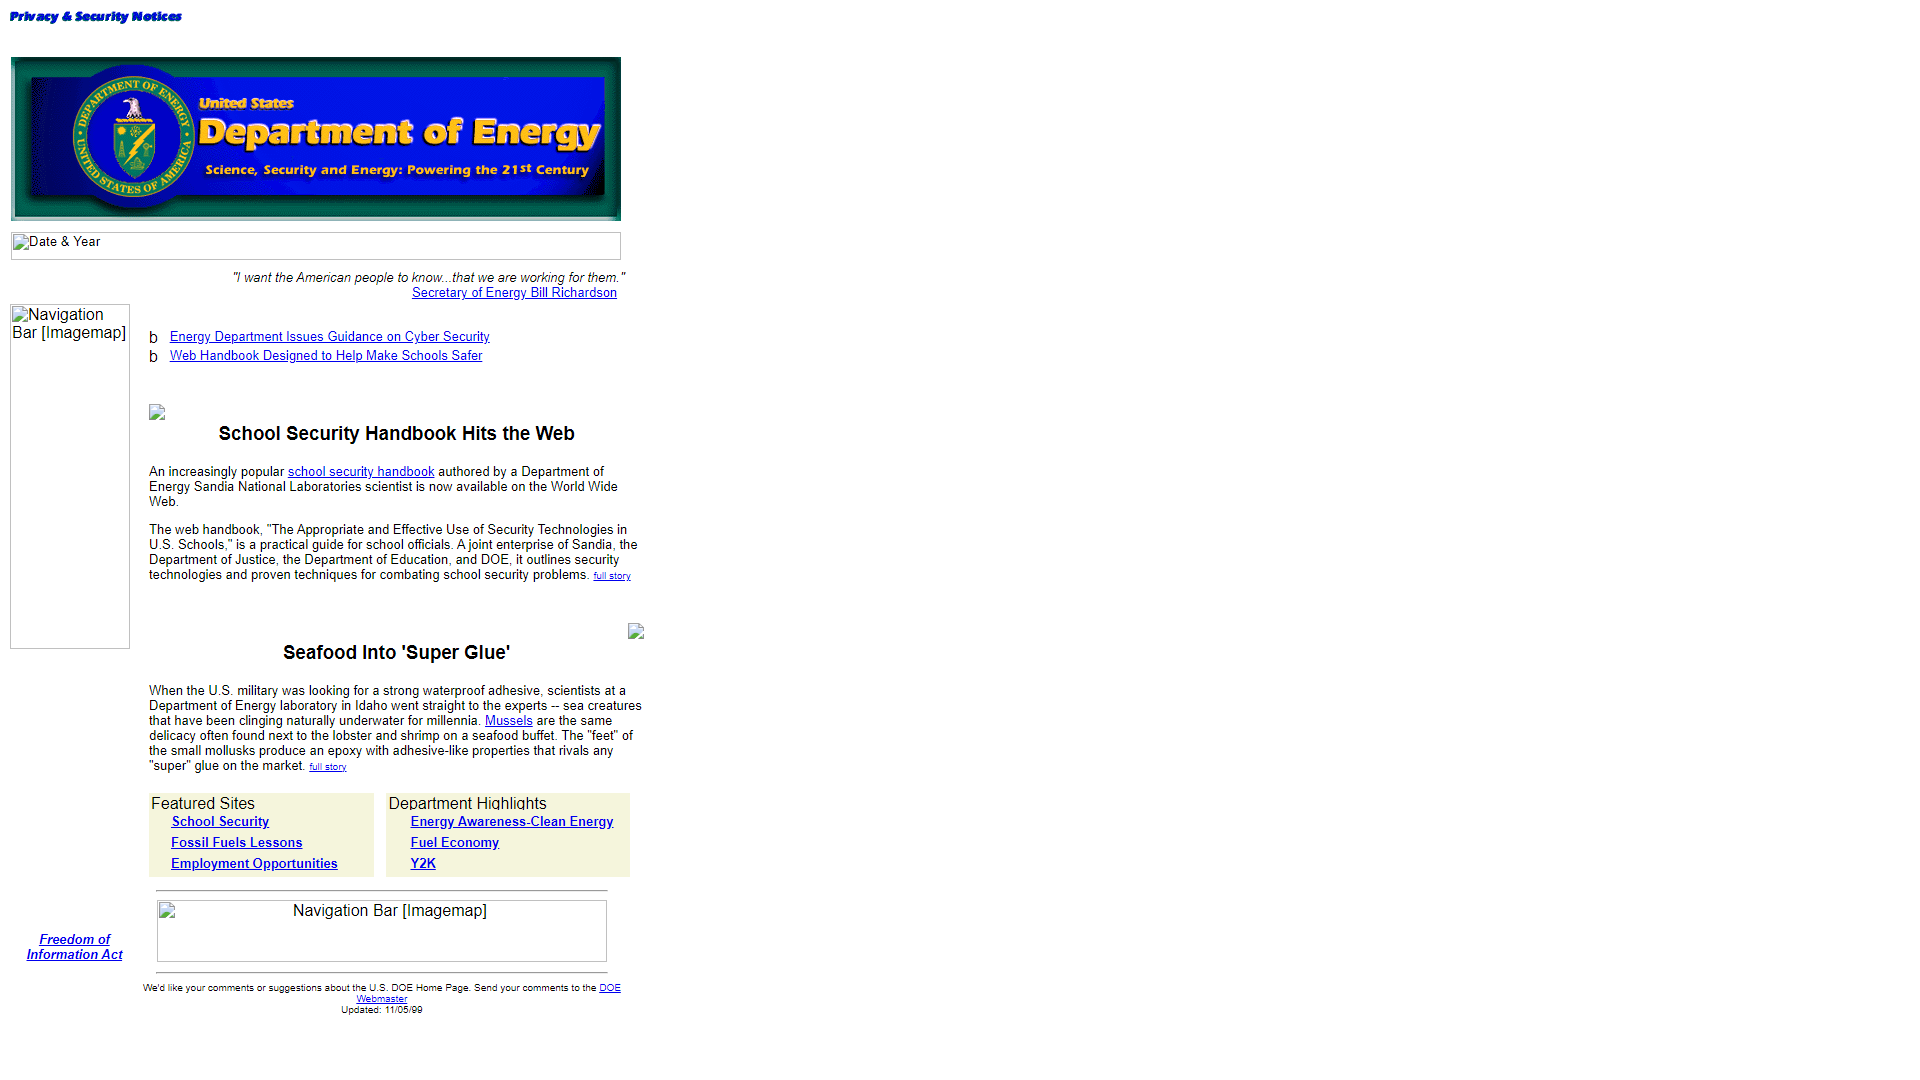 Privacy & Security Notices
DEPARTMENT OF ENERGY
UNITED STATES OF AMERICA
United States
Department of Energy
Science, Security and Energy: Powering the 21st Century
Date & Year
"I want the American people to know...that we are working for them."
Secretary of Energy Bill Richardson
Navigation
Bar [Imagemap]
b Energy Department Issues Guidance on Cyber Security
b Web Handbook Designed to Help Make Schools Safer
School Security Handbook Hits the Web
An increasingly popular school security handbook authored by a Department of
Energy Sandia National Laboratories scientist is now available on the World Wide
Web.
The web handbook, "The Appropriate and Effective Use of Security Technologies in
U.S. Schools," is a practical guide for school officials. A joint enterprise of Sandia, the
Department of Justice, the Department of Education, and DOE, it outlines security
technologies and proven techniques for combating school security problems. full story
Seafood Into 'Super Glue'
When the U.S. military was looking for a strong waterproof adhesive, scientists at a
Department of Energy laboratory in Idaho went straight to the experts -- sea creatures
that have been clinging naturally underwater for millennia. Mussels are the same
delicacy often found next to the lobster and shrimp on a seafood buffet. The "feet" of
the small mollusks produce an epoxy with adhesive-like properties that rivals any
"super" glue on the market. full story
Featured Sites
School Security
Fossil Fuels Lessons
Employment Opportunities
Department Highlights
Energy Awareness-Clean Energy
Fuel Economy
Y2K
Navigation Bar [Imagemap]
Freedom of
Information Act
We'd like your comments or suggestions about the U.S. DOE Home Page. Send your comments to the DOE
Webmaster
Updated: 11/05/99